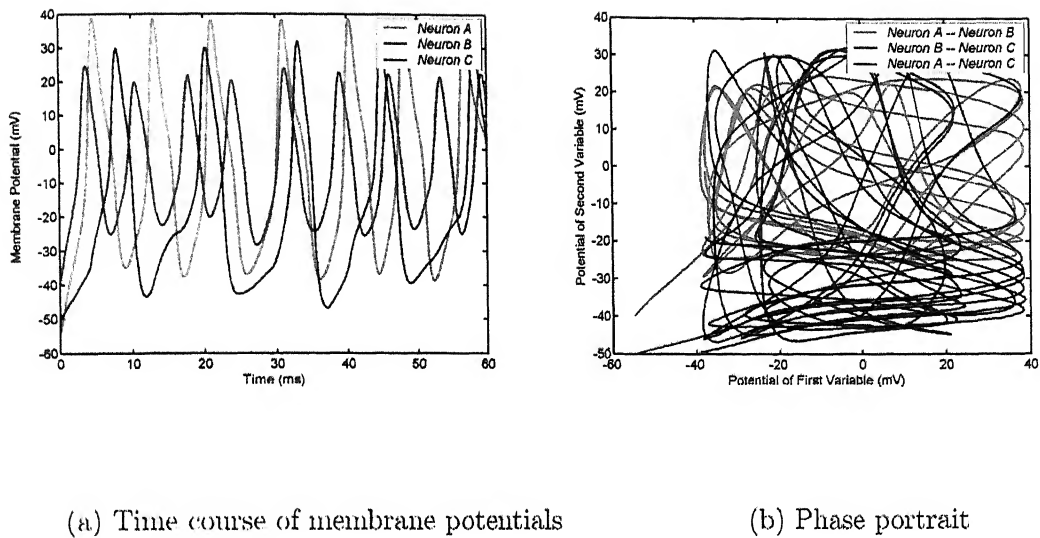 40
30
20
10
0
-10
-20
-30
-40
-50
-60
Membrane Potential (mV)
0 10 20 30 40 50 60
Time (ms)
Neuron A
Neuron B
Neuron C
40
30
20
10
0
-10
-20
-30
-40
-50
Potential of Second Variable (mV)
-60 -40 -20 0 20 40
Potential of First Variable (mV)
Neuron A -- Neuron B
Neuron B -- Neuron C
Neuron A -- Neuron C
(a) Time course of membrane potentials
(b) Phase portrait